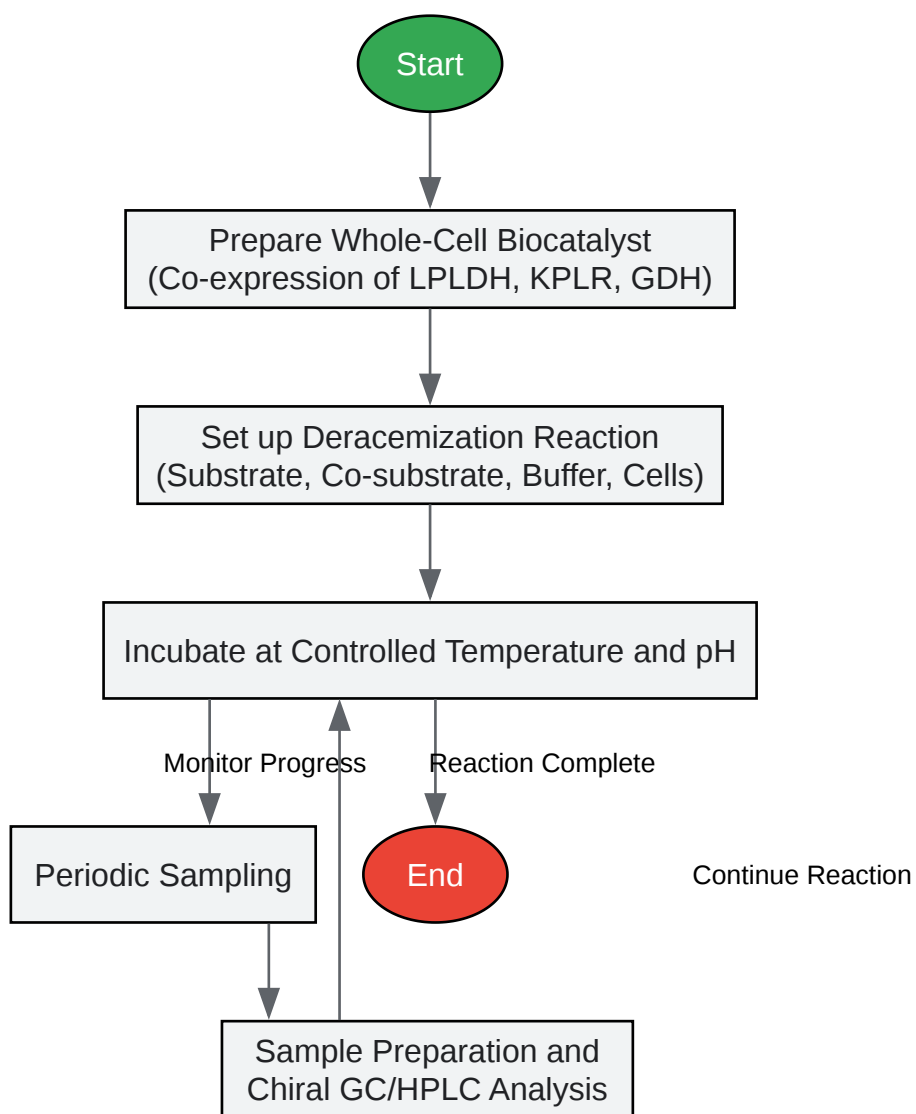 Start
Prepare Whole-Cell Biocatalyst
(Co-expression of LPLDH, KPLR, GDH)
Set up Deracemization Reaction
(Substrate, Co-substrate, Buffer, Cells)
Incubate at Controlled Temperature and pH
Monitor Progress
Reaction Complete
Periodic Sampling
End
Continue Reaction
Sample Preparation and
Chiral GC/HPLC Analysis